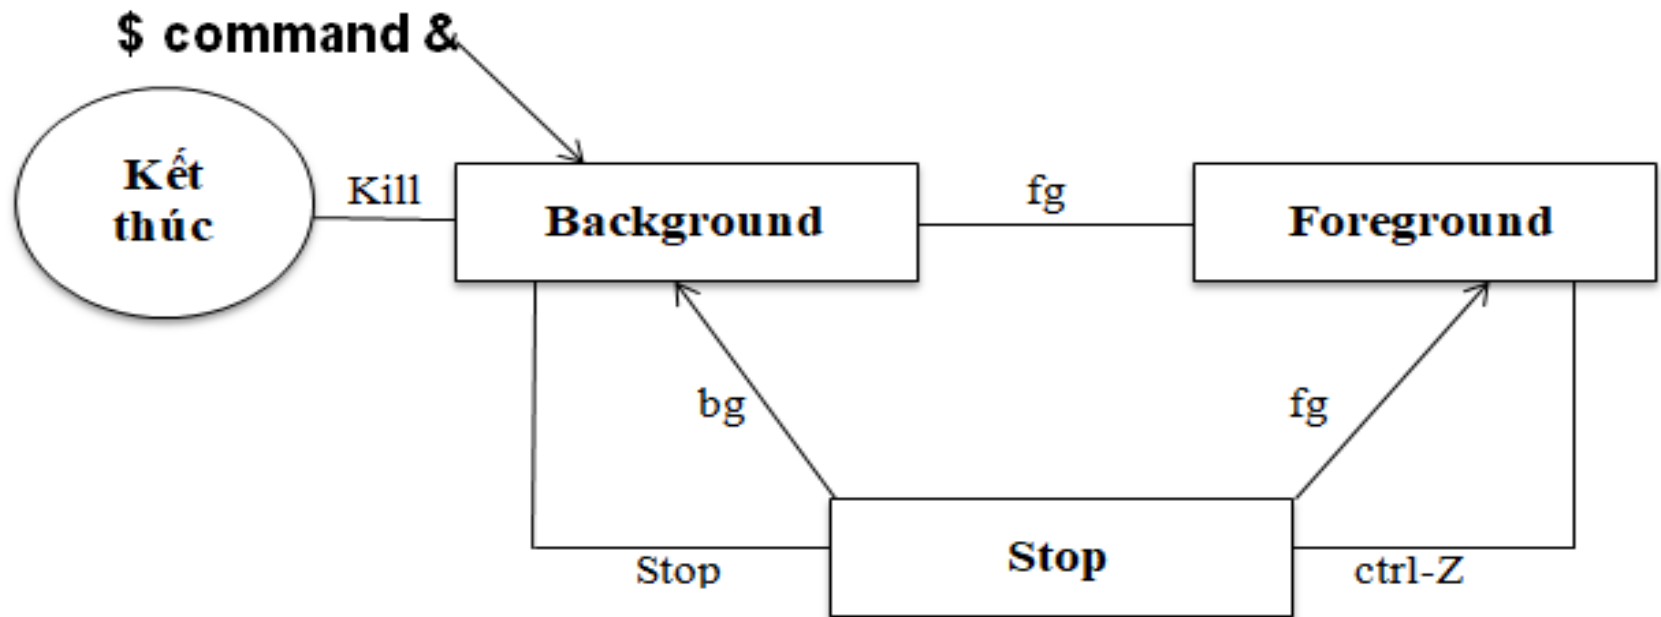 $ command &
Kết
thúc
Kill
Background
fg
Foreground
bg
fg
Stop
Stop
ctrl-Z